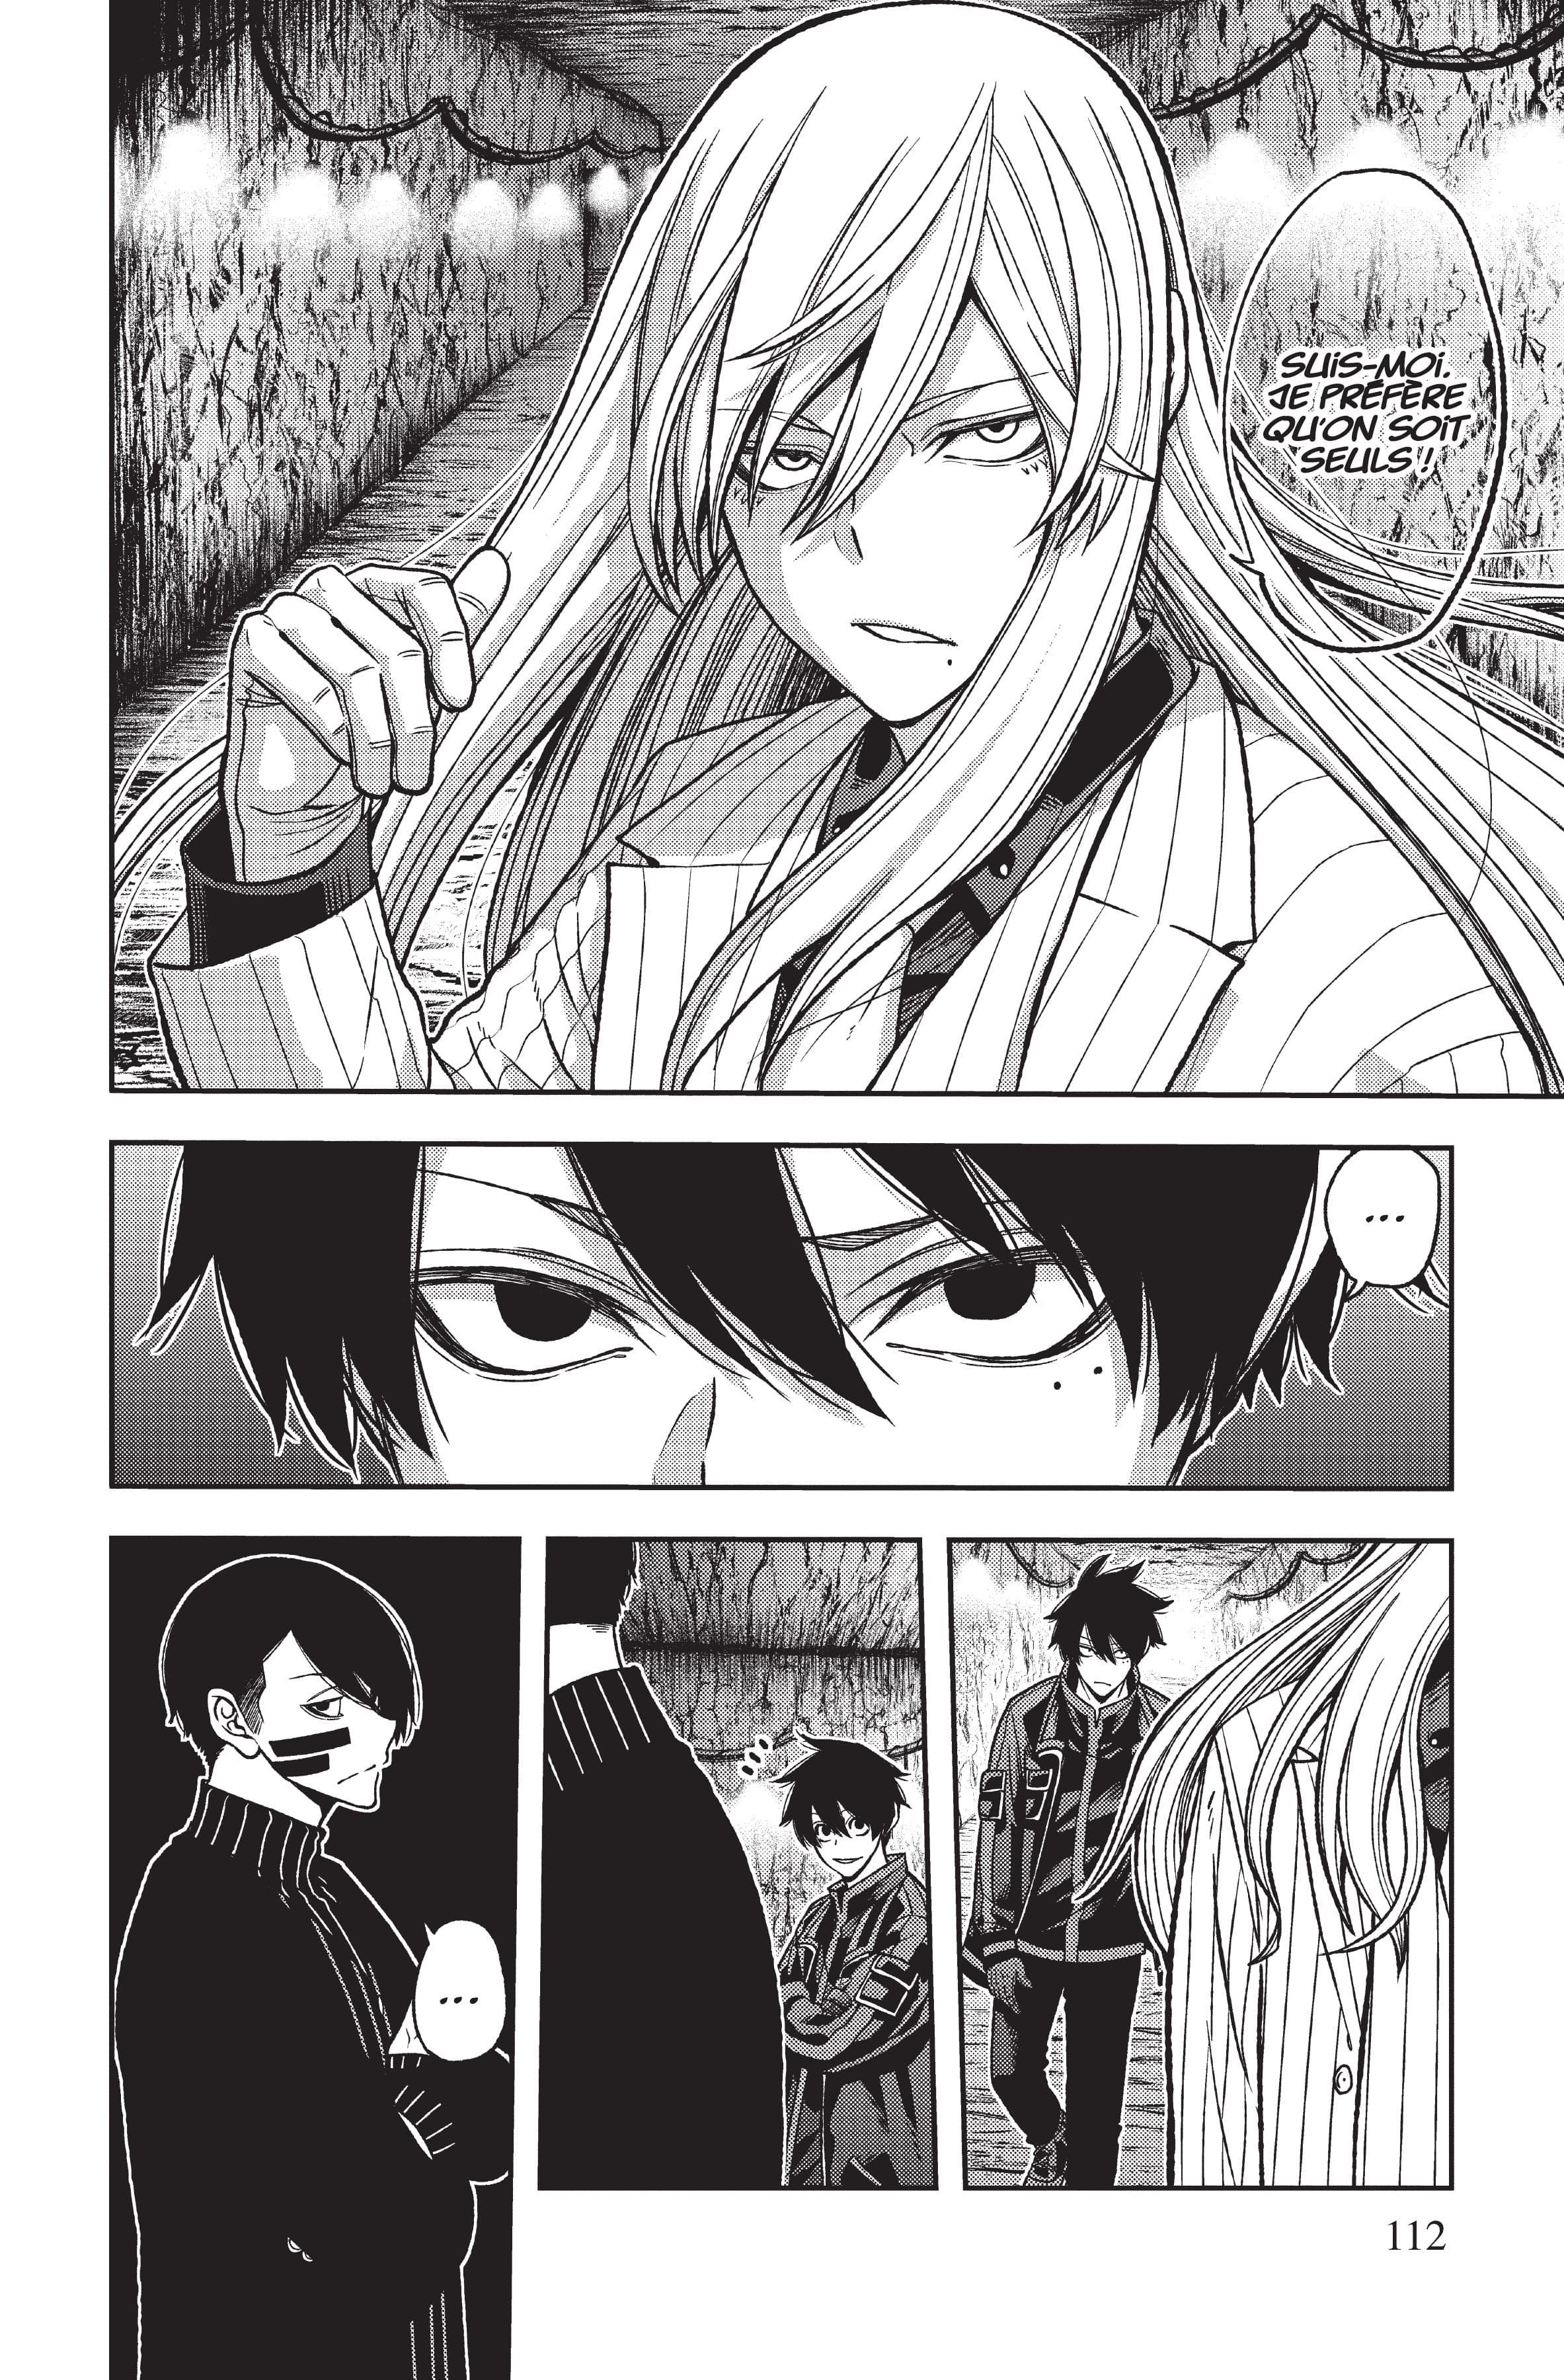 SUIS-MOI.
JE PRÉFÈRE
QU'ON SOIT
SEULS !
...
...
112